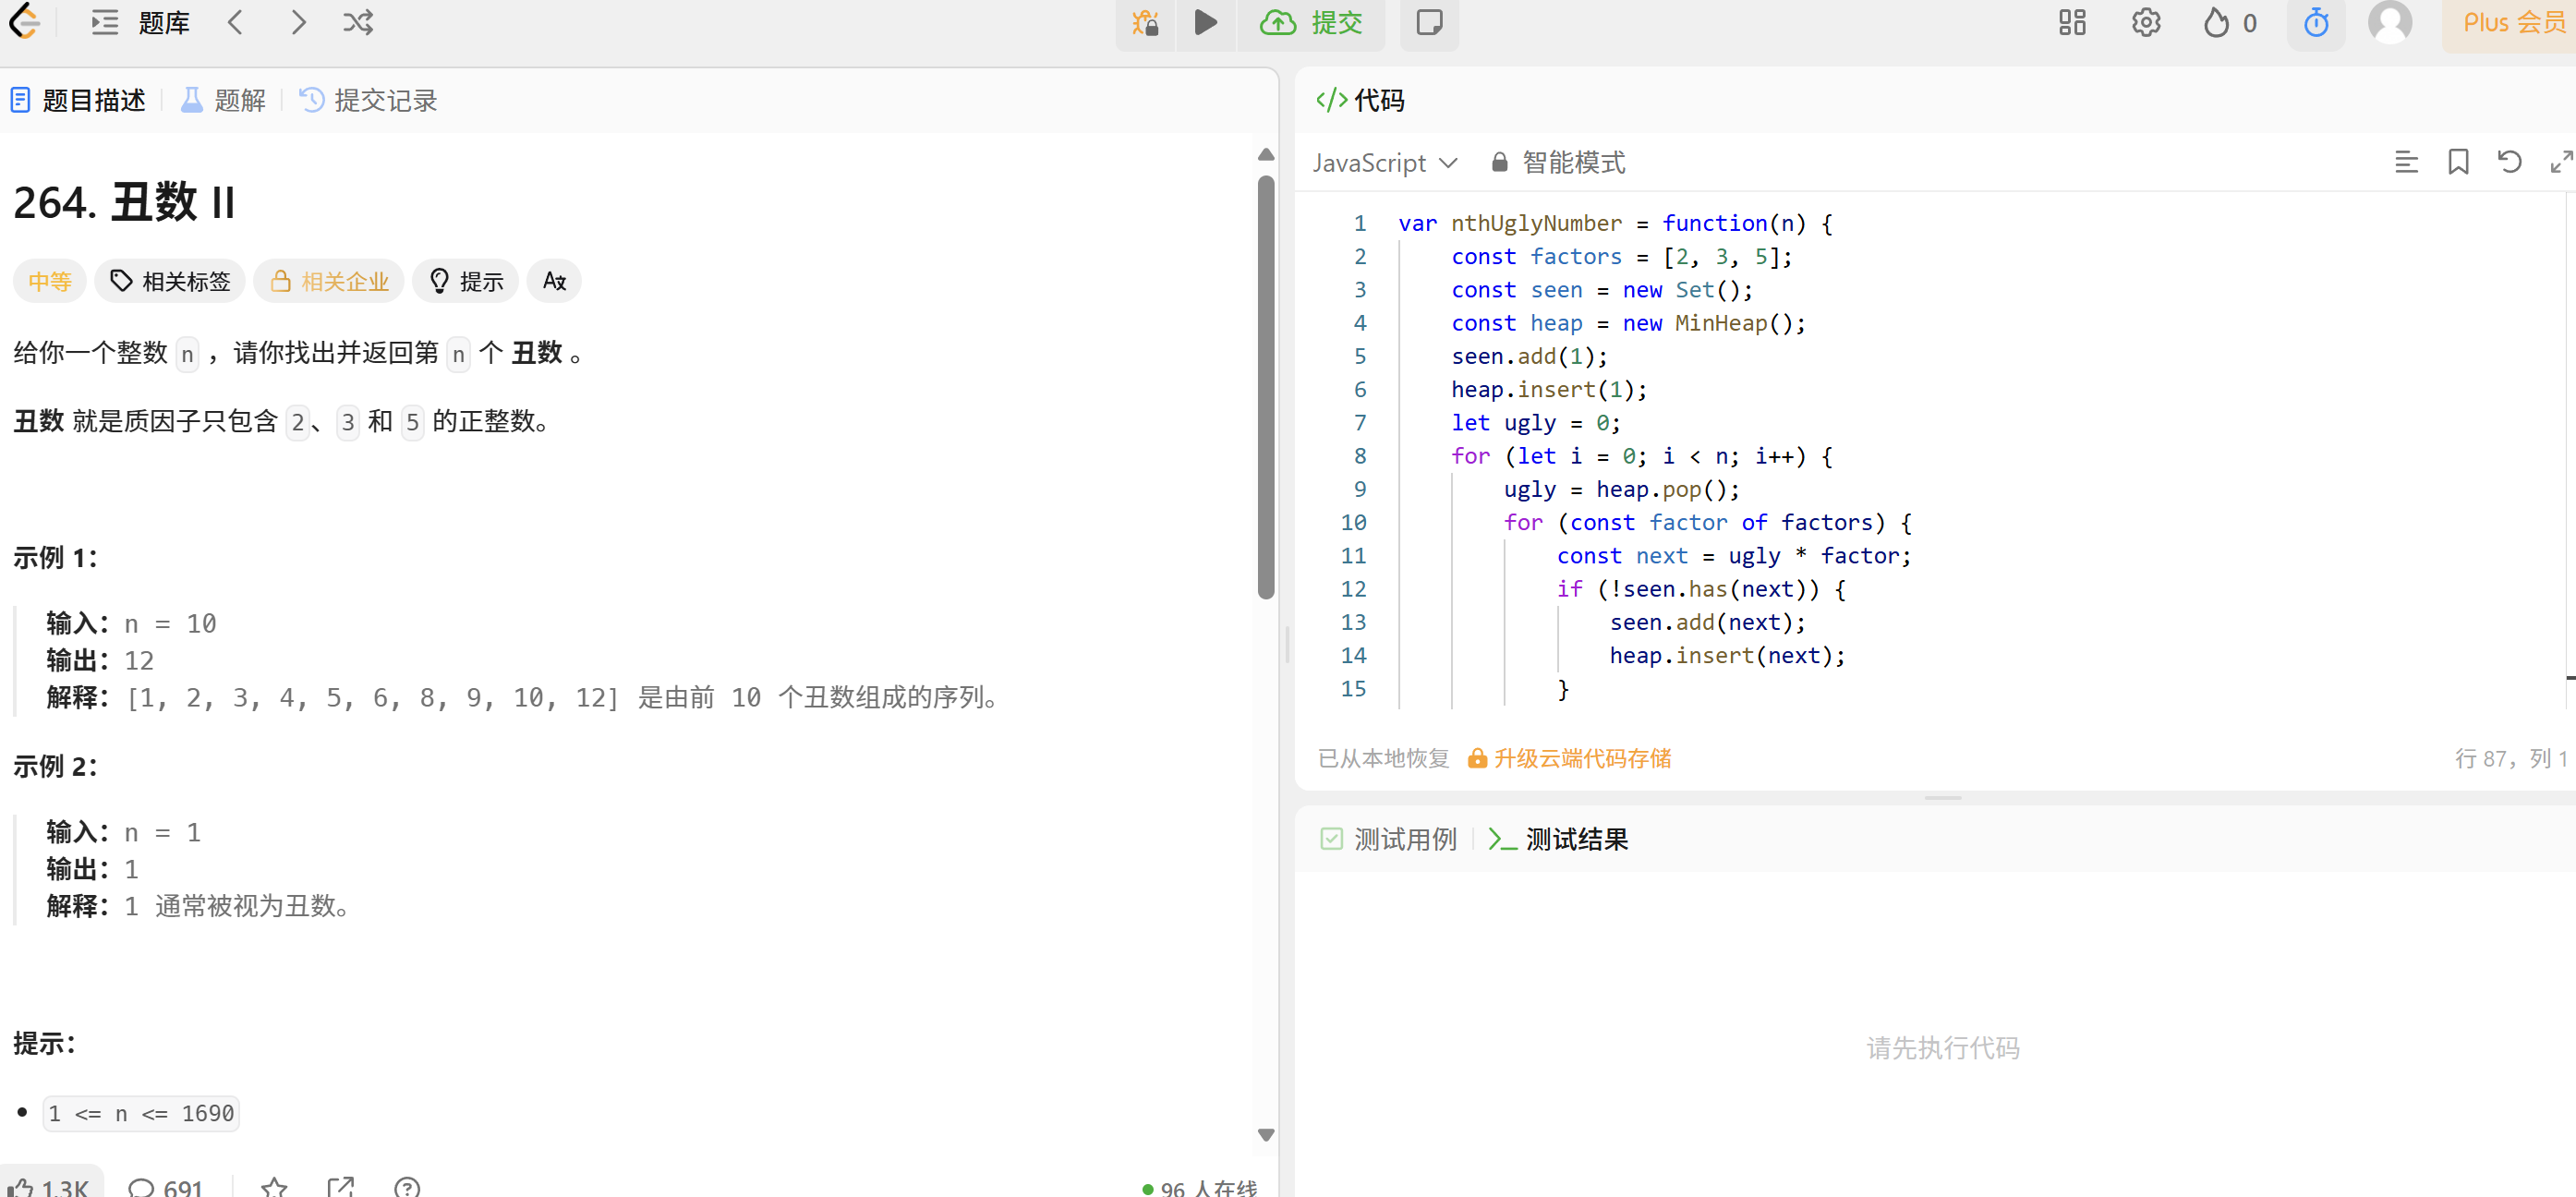 题库
提交
0
Plus 会员
题目描述
题解
提交记录
264. 丑数 II
中等 相关标签 相关企业 提示
给你一个整数 n ，请你找出并返回第 n 个 丑数 。
丑数 就是质因子只包含 2、3 和 5 的正整数。
示例 1：
输入：n = 10
输出：12
解释：[1, 2, 3, 4, 5, 6, 8, 9, 10, 12] 是由前 10 个丑数组成的序列。
示例 2：
输入：n = 1
输出：1
解释：1 通常被视为丑数。
提示：
1 <= n <= 1690
1.3K
691
96 人在线
</> 代码
JavaScript
智能模式
1 var nthUglyNumber = function(n) {
2 const factors = [2, 3, 5];
3 const seen = new Set();
4 const heap = new MinHeap();
5 seen.add(1);
6 heap.insert(1);
7 let ugly = 0;
8 for (let i = 0; i < n; i++) {
9 ugly = heap.pop();
10 for (const factor of factors) {
11 const next = ugly * factor;
12 if (!seen.has(next)) {
13 seen.add(next);
14 heap.insert(next);
15 }
已从本地恢复 升级云端代码存储
行 87，列 1
测试用例
测试结果
请先执行代码